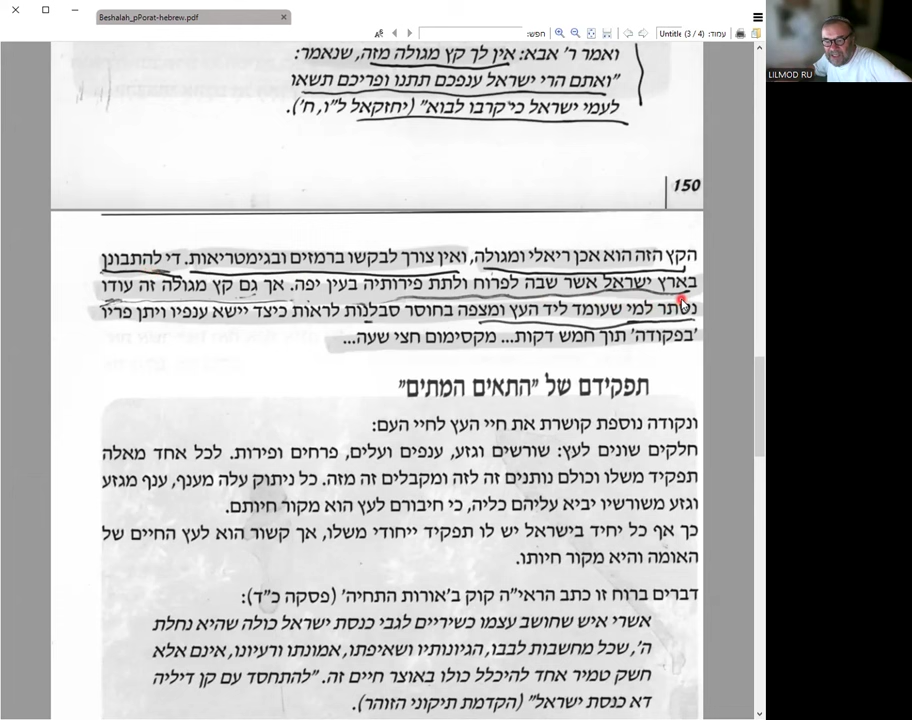 Beshalah_pPorat-hebrew.pdf
חפש:
Untitle (3 / 4) עמוד:
LILMOD RU
ואמר ר' אבא: אין לך קץ מגולה מזה, שנאמר:
"ואתם הרי ישראל ענפכם תתנו ופריכם תשאו
לעמי ישראל כי קרבו לבוא" (יחזקאל ל"ו, ח').
150
הקץ הזה הוא אכן ריאלי ומגולה, ואין צורך לבקשו ברמזים ובגימטריאות. די להתבונן
בארץ ישראל אשר שבה לפרוח ולתת פירותיה בעין יפה. אך גם קץ מגולה זה עודו
נסתר למי שעומד ליד העץ ומצפה בחוסר סבלנות לראות כיצד יישא ענפיו ויתן פריו
'בפקודה' תוך חמש דקות... מקסימום חצי שעה...
תפקידם של "התאים המתים"
ונקודה נוספת קושרת את חיי העץ לחיי העם:
חלקים שונים לעץ: שורשים וגזע, ענפים ועלים, פרחים ופירות. לכל אחד מאלה
תפקיד משלו וכולם נותנים זה לזה ומקבלים זה מזה. כל ניתוק עלה מענף, ענף מגזע
וגזע משורשיו יביא עליהם כליה, כי חיבורם לעץ הוא מקור חיותם.
כך אף כל יחיד בישראל יש לו תפקיד ייחודי משלו, אך קשור הוא לעץ החיים של
האומה והיא מקור חיותו.
דברים ברוח זו כתב הראי"ה קוק ב'אורות התחיה' (פסקה כ"ד):
אשרי איש שחושב עצמו כשיריים לגבי כנסת ישראל כולה שהיא נחלת
ה', שכל מחשבות לבבו, הגיונותיו ושאיפתו, אמונתו ורעיונו, אינם אלא
חשק טמיר אחד להיכלל כולו באוצר חיים זה. "להתחסד עם קן דיליה
דא כנסת ישראל" (הקדמת תיקוני הזוהר).